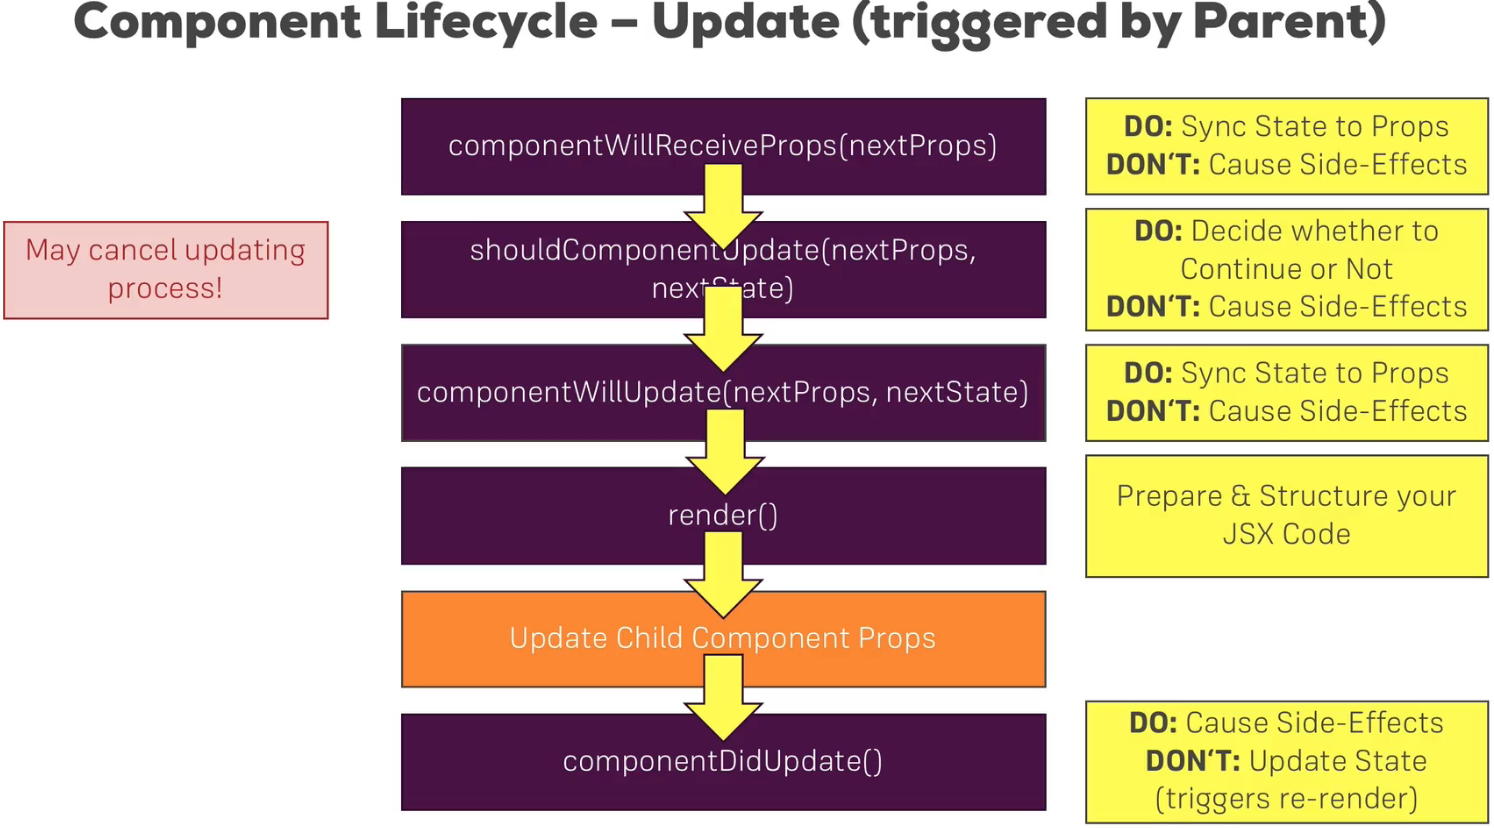 Component Lifecycle – Update (triggered by Parent)
componentWillReceiveProps(nextProps)
DO: Sync State to Props
DON‘T: Cause Side-Effects
May cancel updating
process!
shouldComponentUpdate(nextProps,
nextState)
DO: Decide whether to
Continue or Not
DON‘T: Cause Side-Effects
componentWillUpdate(nextProps, nextState)
DO: Sync State to Props
DON‘T: Cause Side-Effects
render()
Prepare & Structure your
JSX Code
Update Child Component Props
componentDidUpdate()
DO: Cause Side-Effects
DON‘T: Update State
(triggers re-render)